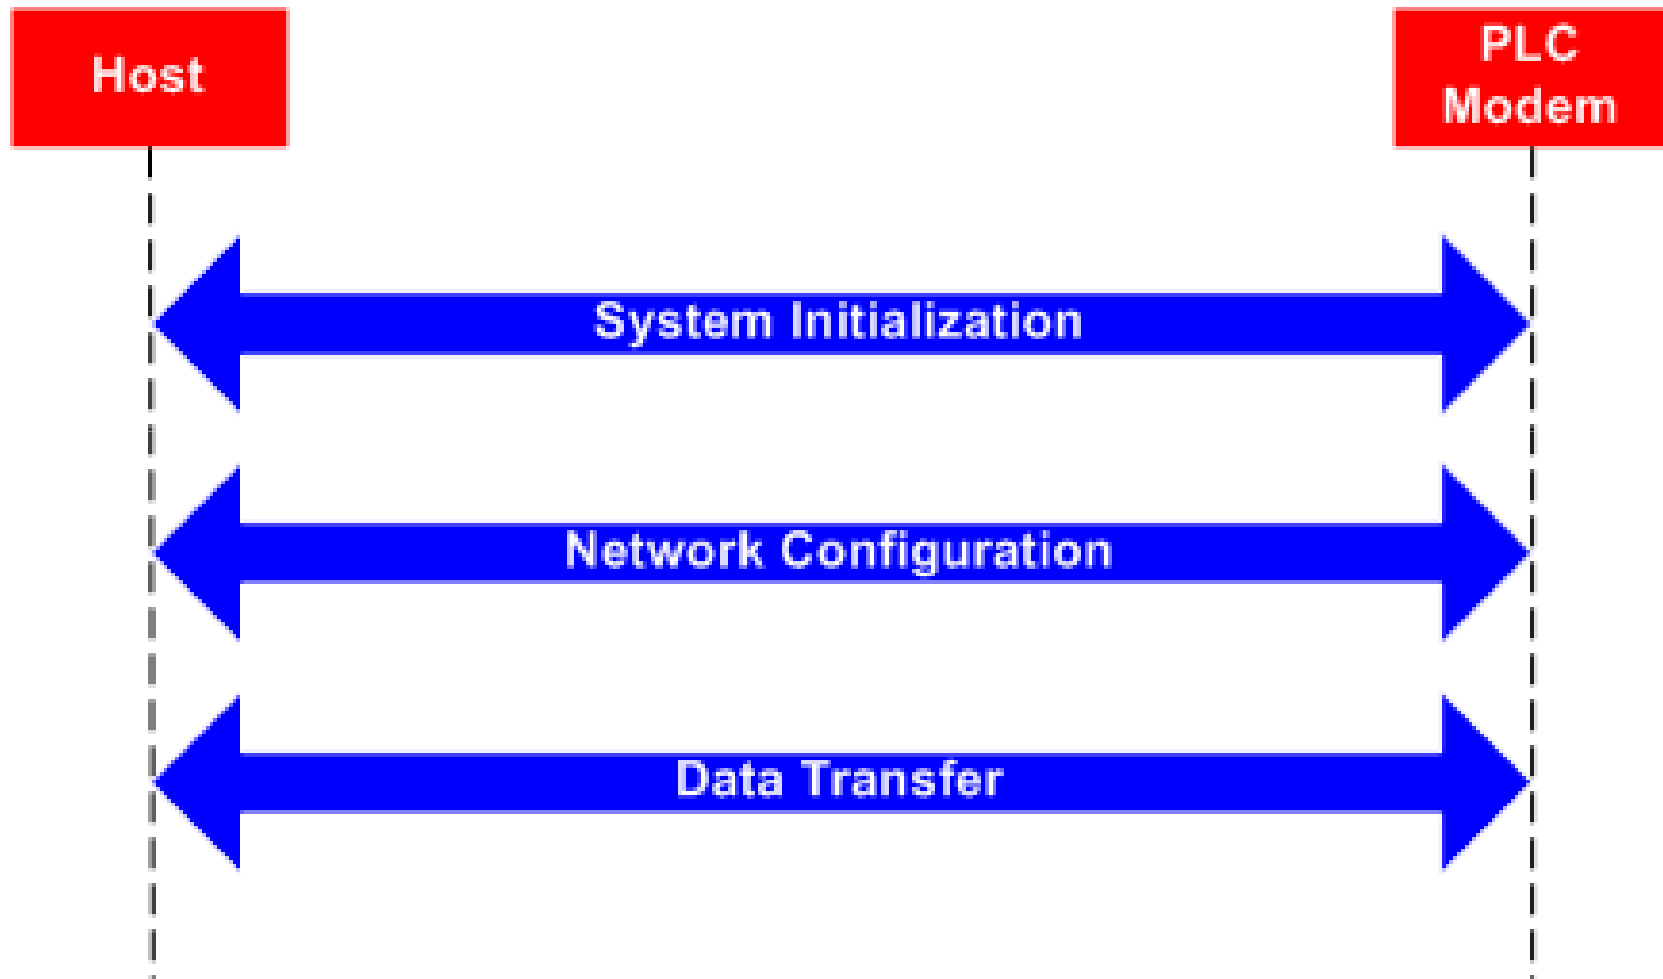 Host
PLC
Modem
System Initialization
Network Configuration
Data Transfer